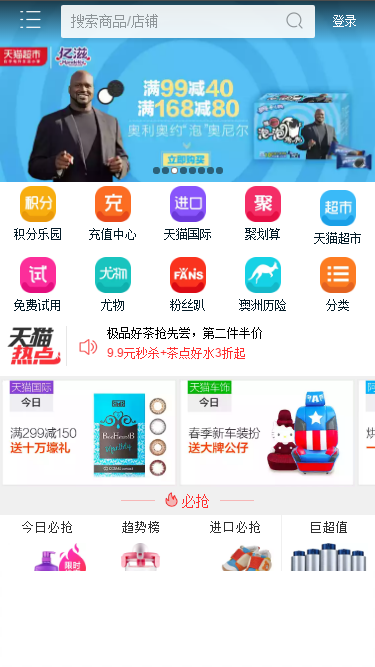 搜索商品/店铺
登录
天猫超市
亿滋
Mondelez
满99减40
满168减80
奥利奥约“泡”奥尼尔
立即购买
泡泡奥
积分
充
进口
聚
超市
积分乐园
充值中心
天猫国际
聚划算
天猫超市
试
尤物
FANS
分
免费试用
尤物
粉丝趴
澳洲历险
分类
天猫热点
极品好茶抢先尝，第二件半价
9.9元秒杀+茶点好水3折起
天猫国际
今日
满299减150
送十万壕礼
天猫车饰
今日
春季新车装扮
送大牌公仔
必抢
今日必抢
趋势榜
进口必抢
巨超值
限时